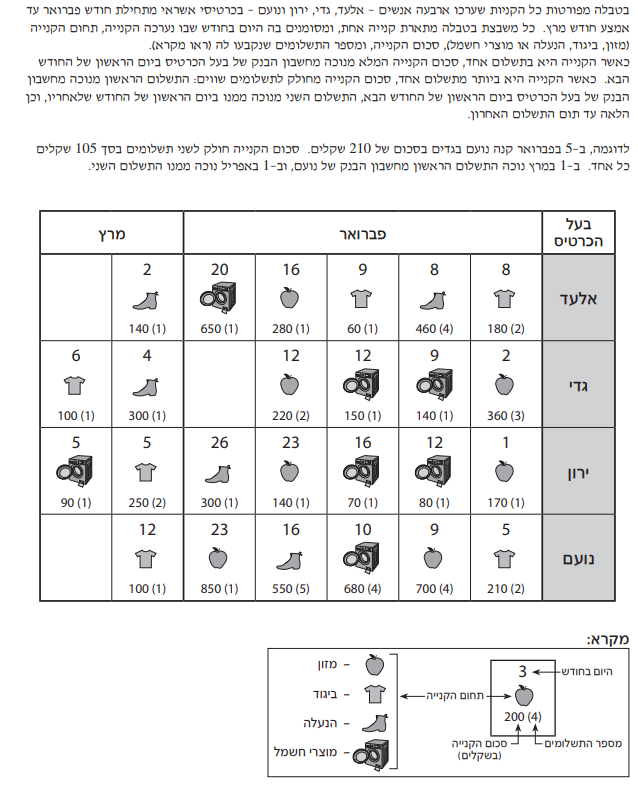 בטבלה מפורטות כל הקניות שערכו ארבעה אנשים – אלעד, גדי, ירון ונועם – בכרטיסי אשראי מתחילת חודש פברואר עד
אמצע חודש מרץ. כל משבצת בטבלה מתארת קנייה אחת, ומסומנים בה היום בחודש שבו נערכה הקנייה, תחום הקנייה
(מזון, ביגוד, הנעלה או מוצרי חשמל), סכום הקנייה, ומספר התשלומים שנקבעו לה (ראו מקרא).
כאשר הקנייה היא בתשלום אחד, סכום הקנייה המלא מנוכה מחשבון הבנק של בעל הכרטיס ביום הראשון של החודש
הבא. כאשר הקנייה היא ביותר מתשלום אחד, סכום הקנייה מחולק לתשלומים שווים: התשלום הראשון מנוכה מחשבון
הבנק של בעל הכרטיס ביום הראשון של החודש הבא, התשלום השני מנוכה ממנו ביום הראשון של החודש שלאחריו, וכן
הלאה עד תום התשלום האחרון.
לדוגמה, ב-5 בפברואר קנה נועם בגדים בסכום של 210 שקלים. סכום הקנייה חולק לשני תשלומים בסך 105 שקלים
כל אחד. ב-1 במרץ נוכה התשלום הראשון מחשבון הבנק של נועם, וב-1 באפריל נוכה ממנו התשלום השני.
בעל הכרטיס פברואר מרץ
אלעד 8 8 9 16 20 2
180 (2) 460 (4) 60 (1) 280 (1) 650 (1) 140 (1)
גדי 2 9 12 12 4 6
360 (3) 140 (1) 150 (1) 220 (2) 300 (1) 100 (1)
ירון 1 12 16 23 26 5 5
170 (1) 80 (1) 70 (1) 140 (1) 300 (1) 250 (2) 90 (1)
נועם 5 9 10 16 23 12
210 (2) 700 (4) 680 (4) 550 (5) 850 (1) 100 (1)
מקרא:
היום בחודש
3
תחום הקנייה
200 (4)
מספר התשלומים
סכום הקנייה
(בשקלים)
– מזון
– ביגוד
– הנעלה
– מוצרי חשמל